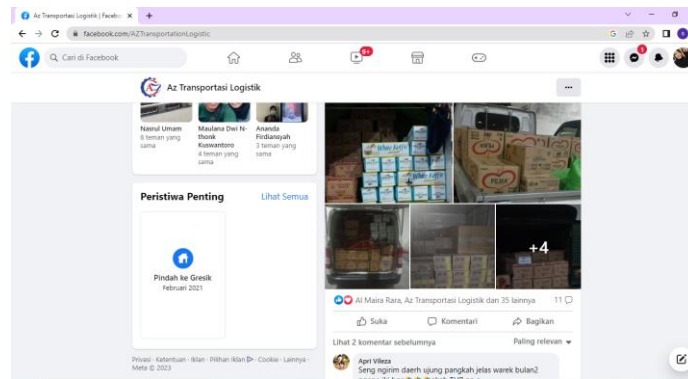 Az Transportasi Logistik | Facebo
facebook.com/AZTransportationLogistic
Cari di Facebook
9+
Az Transportasi Logistik
Nasrul Umam
8 teman yang sama
Maulana Dwi N-thonk Kuswantoro
4 teman yang sama
Ananda Firdiansyah
3 teman yang sama
Peristiwa Penting
Lihat Semua
Pindah ke Gresik
Februari 2021
Privasi · Ketentuan · Iklan · Pilihan Iklan · Cookie · Lainnya ·
Meta © 2023
White Koffie
+4
Al Maira Rara, Az Transportasi Logistik dan 35 lainnya
11
Suka
Komentari
Bagikan
Lihat 2 komentar sebelumnya
Paling relevan
Apri Vileza
Seng ngirim daerh ujung pangkah jelas warek bulan2